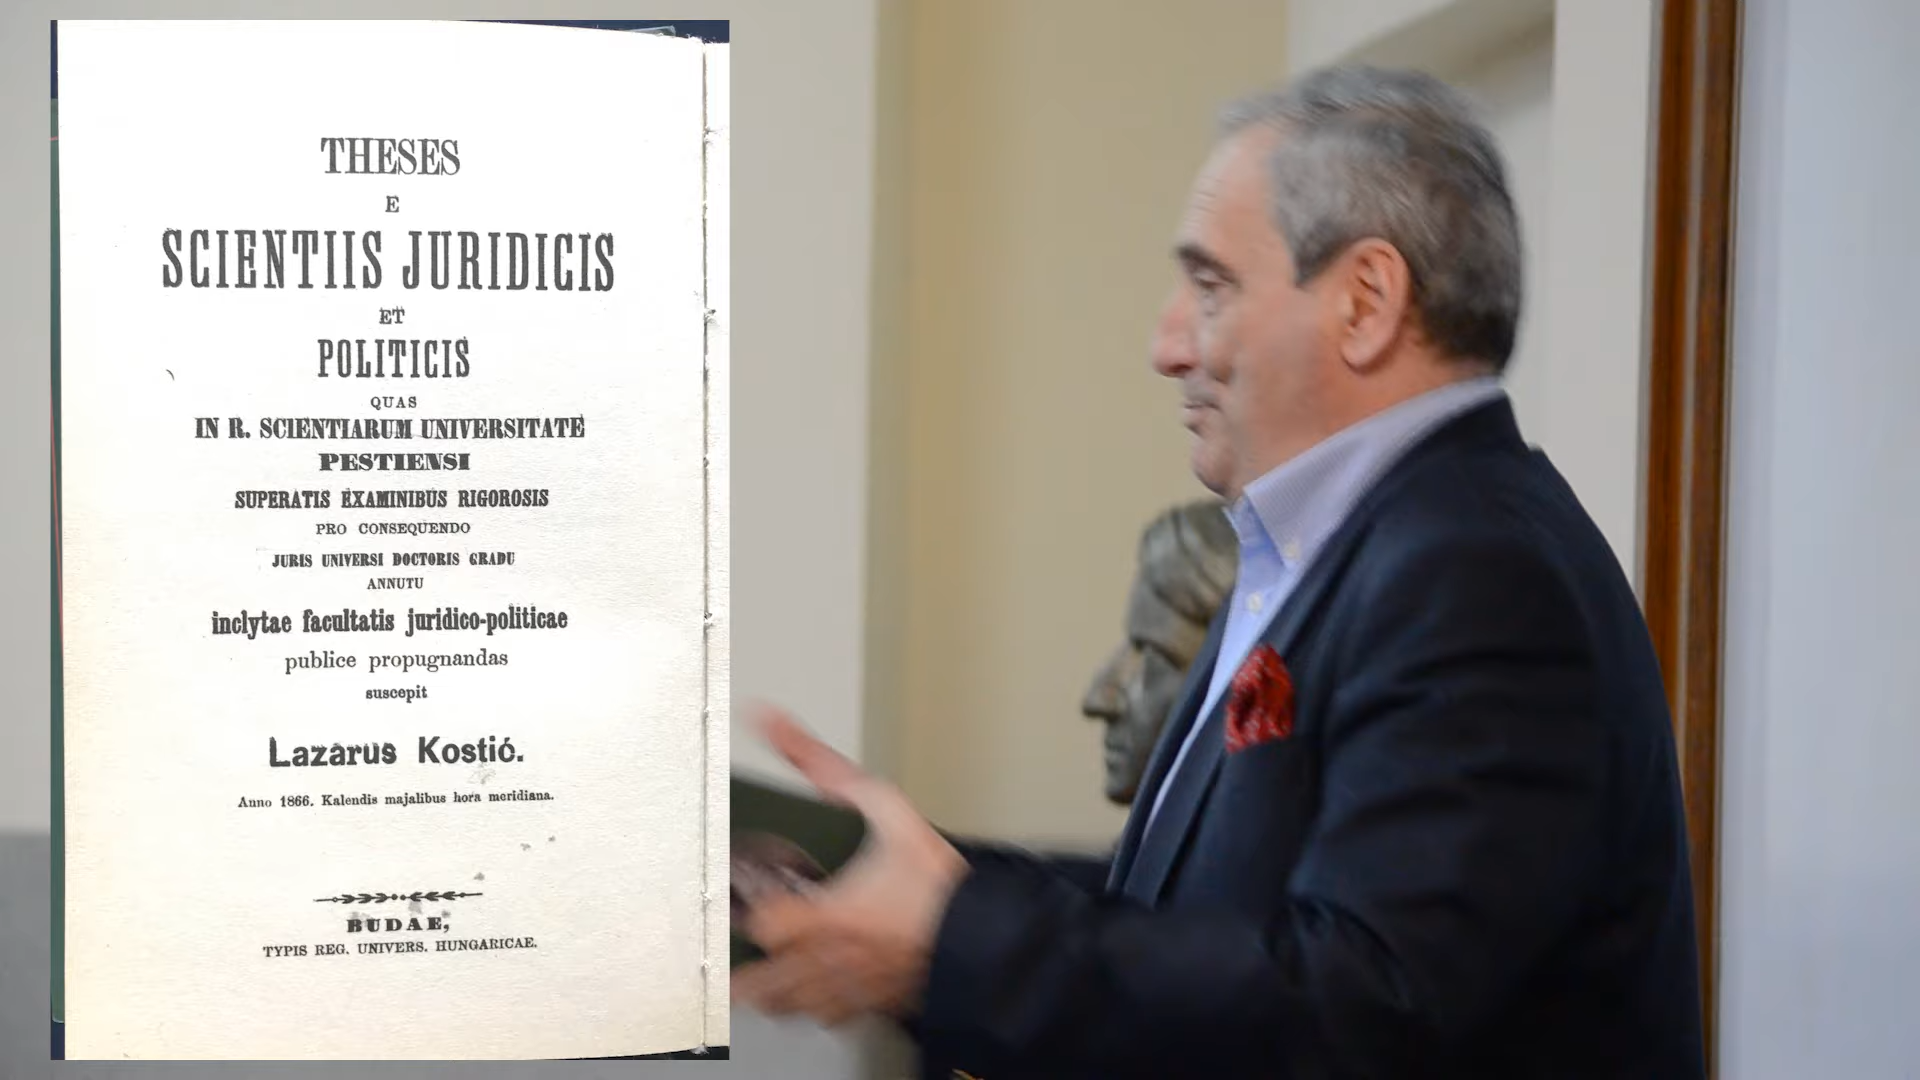 THESES
E
SCIENTIIS JURIDICIS
ET
POLITICIS
QUAS
IN R. SCIENTIARUM UNIVERSITATE
PESTIENSI
SUPERATIS EXAMINIBUS RIGOROSIS
PRO CONSEQUENDO
JURIS UNIVERSI DOCTORIS GRADU
ANNUTU
inclytae facultatis juridico-politicae
publice propugnandas
suscepit
Lazarus Kostić.
Anno 1866. Kalendis majalibus hora meridiana.
BUDAE,
TYPIS REG. UNIVERS. HUNGARICAE.